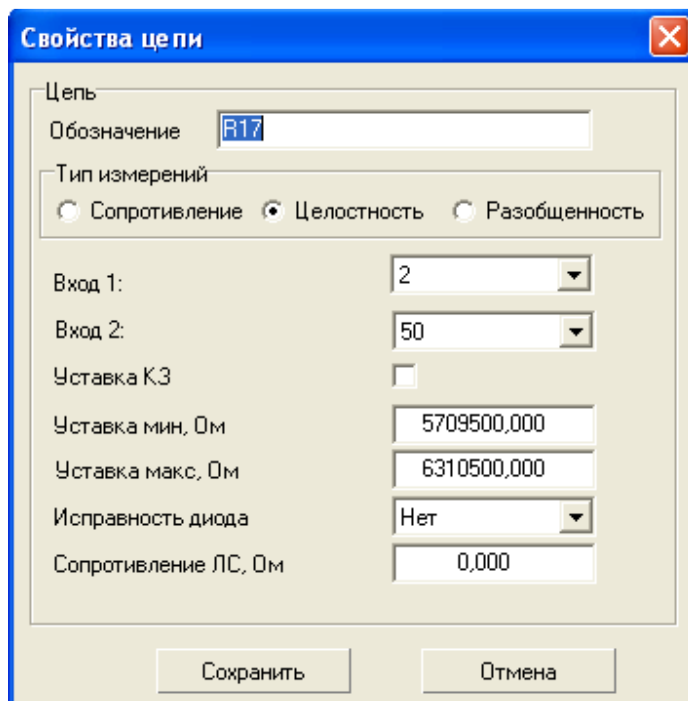 Свойства цепи
Цепь
Обозначение R17
Тип измерений
Сопротивление Целостность Разобщенность
Вход 1: 2
Вход 2: 50
Уставка КЗ
Уставка мин, Ом 5709500,000
Уставка макс, Ом 6310500,000
Исправность диода Нет
Сопротивление ЛС, Ом 0,000
Сохранить Отмена